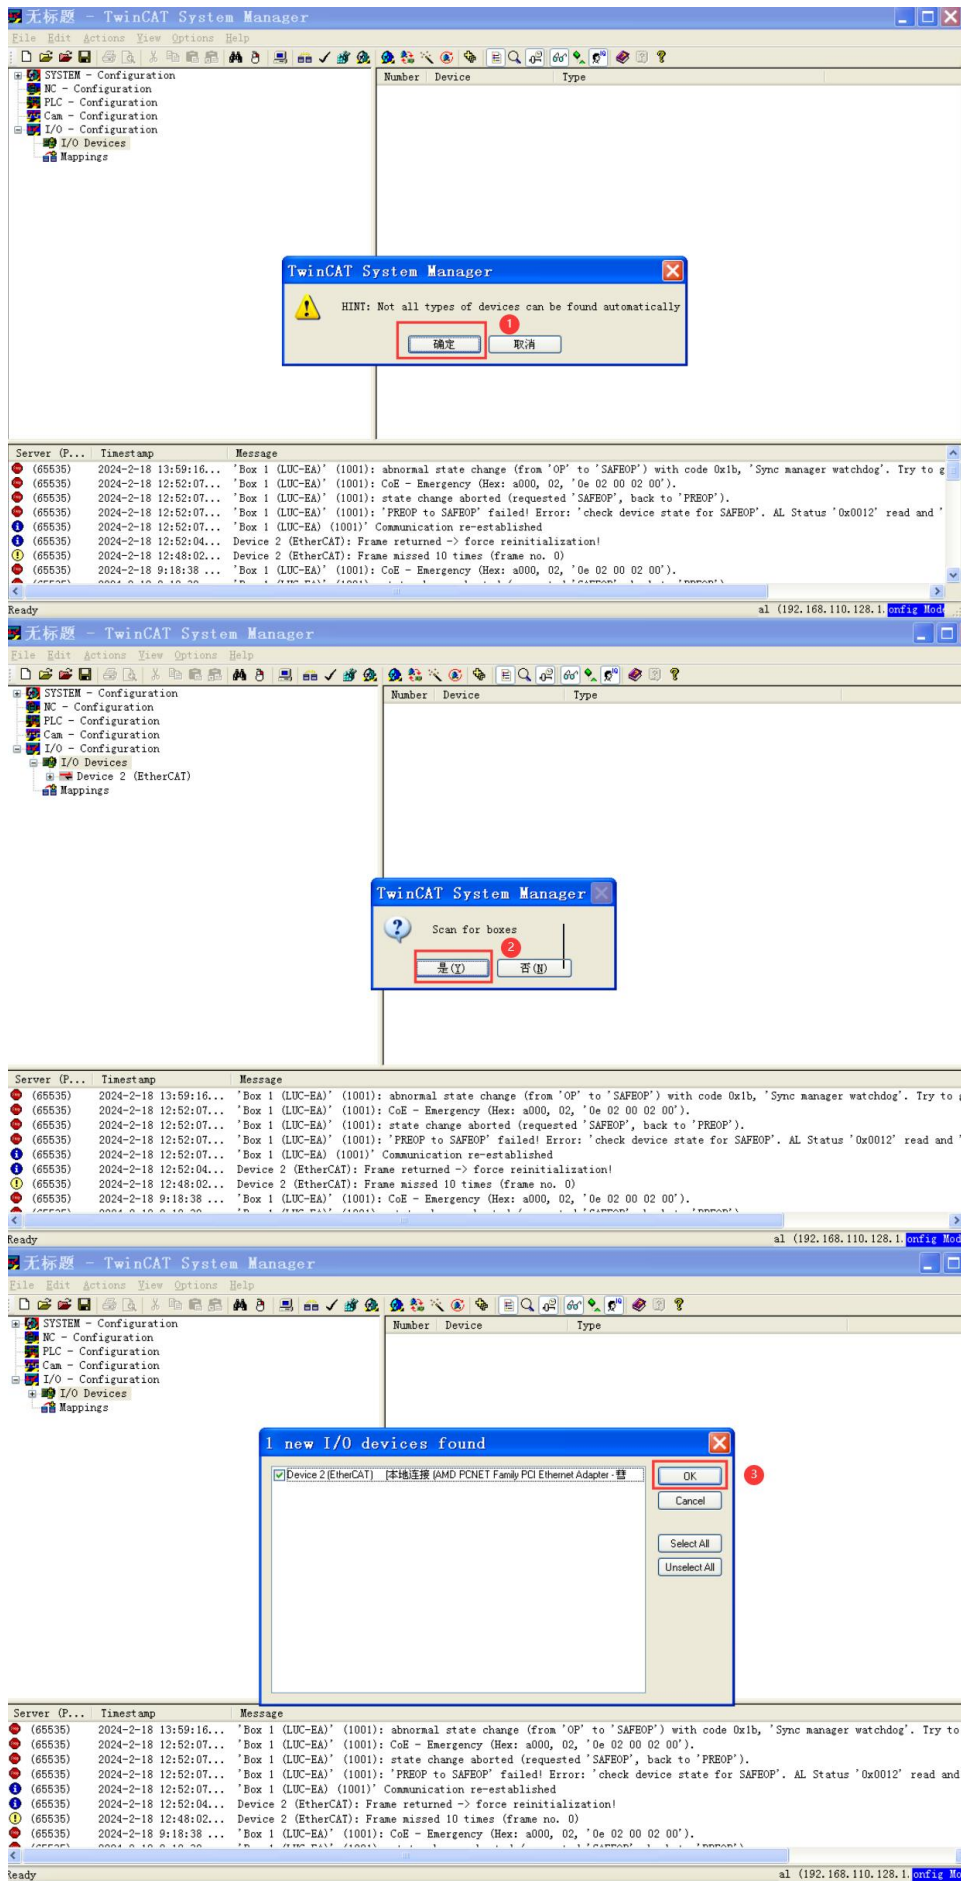 无标题 - TwinCAT System Manager
File Edit Actions View Options Help
SYSTEM - Configuration
NC - Configuration
PLC - Configuration
Cam - Configuration
I/O - Configuration
I/O Devices
Mappings
Number Device Type
TwinCAT System Manager
HINT: Not all types of devices can be found automatically
1
确定 取消
Server (P... Timestamp Message
(65535) 2024-2-18 13:59:16... 'Box 1 (LUC-EA)' (1001): abnormal state change (from 'OP' to 'SAFEOP') with code 0x1b, 'Sync manager watchdog'. Try to g
(65535) 2024-2-18 12:52:07... 'Box 1 (LUC-EA)' (1001): CoE - Emergency (Hex: a000, 02, '0e 02 00 02 00').
(65535) 2024-2-18 12:52:07... 'Box 1 (LUC-EA)' (1001): state change aborted (requested 'SAFEOP', back to 'PREOP').
(65535) 2024-2-18 12:52:07... 'Box 1 (LUC-EA)' (1001): 'PREOP to SAFEOP' failed! Error: 'check device state for SAFEOP'. AL Status '0x0012' read and '
(65535) 2024-2-18 12:52:07... 'Box 1 (LUC-EA) (1001)' Communication re-established
(65535) 2024-2-18 12:52:04... Device 2 (EtherCAT): Frame returned -> force reinitialization!
(65535) 2024-2-18 12:48:02... Device 2 (EtherCAT): Frame missed 10 times (frame no. 0)
(65535) 2024-2-18 9:18:38 ... 'Box 1 (LUC-EA)' (1001): CoE - Emergency (Hex: a000, 02, '0e 02 00 02 00').
Ready al (192.168.110.128.1. onfig Mode
无标题 - TwinCAT System Manager
File Edit Actions View Options Help
SYSTEM - Configuration
NC - Configuration
PLC - Configuration
Cam - Configuration
I/O - Configuration
I/O Devices
Device 2 (EtherCAT)
Mappings
Number Device Type
TwinCAT System Manager
Scan for boxes
2
是(Y) 否(N)
Server (P... Timestamp Message
(65535) 2024-2-18 13:59:16... 'Box 1 (LUC-EA)' (1001): abnormal state change (from 'OP' to 'SAFEOP') with code 0x1b, 'Sync manager watchdog'. Try to
(65535) 2024-2-18 12:52:07... 'Box 1 (LUC-EA)' (1001): CoE - Emergency (Hex: a000, 02, '0e 02 00 02 00').
(65535) 2024-2-18 12:52:07... 'Box 1 (LUC-EA)' (1001): state change aborted (requested 'SAFEOP', back to 'PREOP').
(65535) 2024-2-18 12:52:07... 'Box 1 (LUC-EA)' (1001): 'PREOP to SAFEOP' failed! Error: 'check device state for SAFEOP'. AL Status '0x0012' read and '
(65535) 2024-2-18 12:52:07... 'Box 1 (LUC-EA) (1001)' Communication re-established
(65535) 2024-2-18 12:52:04... Device 2 (EtherCAT): Frame returned -> force reinitialization!
(65535) 2024-2-18 12:48:02... Device 2 (EtherCAT): Frame missed 10 times (frame no. 0)
(65535) 2024-2-18 9:18:38 ... 'Box 1 (LUC-EA)' (1001): CoE - Emergency (Hex: a000, 02, '0e 02 00 02 00').
Ready al (192.168.110.128.1. onfig Mod
无标题 - TwinCAT System Manager
File Edit Actions View Options Help
SYSTEM - Configuration
NC - Configuration
PLC - Configuration
Cam - Configuration
I/O - Configuration
I/O Devices
Mappings
Number Device Type
1 new I/O devices found
Device 2 (EtherCAT) [本地连接 (AMD PCNET Family PCI Ethernet Adapter -
OK 3
Cancel
Select All
Unselect All
Server (P... Timestamp Message
(65535) 2024-2-18 13:59:16... 'Box 1 (LUC-EA)' (1001): abnormal state change (from 'OP' to 'SAFEOP') with code 0x1b, 'Sync manager watchdog'. Try to
(65535) 2024-2-18 12:52:07... 'Box 1 (LUC-EA)' (1001): CoE - Emergency (Hex: a000, 02, '0e 02 00 02 00').
(65535) 2024-2-18 12:52:07... 'Box 1 (LUC-EA)' (1001): state change aborted (requested 'SAFEOP', back to 'PREOP').
(65535) 2024-2-18 12:52:07... 'Box 1 (LUC-EA)' (1001): 'PREOP to SAFEOP' failed! Error: 'check device state for SAFEOP'. AL Status '0x0012' read and
(65535) 2024-2-18 12:52:07... 'Box 1 (LUC-EA) (1001)' Communication re-established
(65535) 2024-2-18 12:52:04... Device 2 (EtherCAT): Frame returned -> force reinitialization!
(65535) 2024-2-18 12:48:02... Device 2 (EtherCAT): Frame missed 10 times (frame no. 0)
(65535) 2024-2-18 9:18:38 ... 'Box 1 (LUC-EA)' (1001): CoE - Emergency (Hex: a000, 02, '0e 02 00 02 00').
Ready al (192.168.110.128.1. onfig Mo